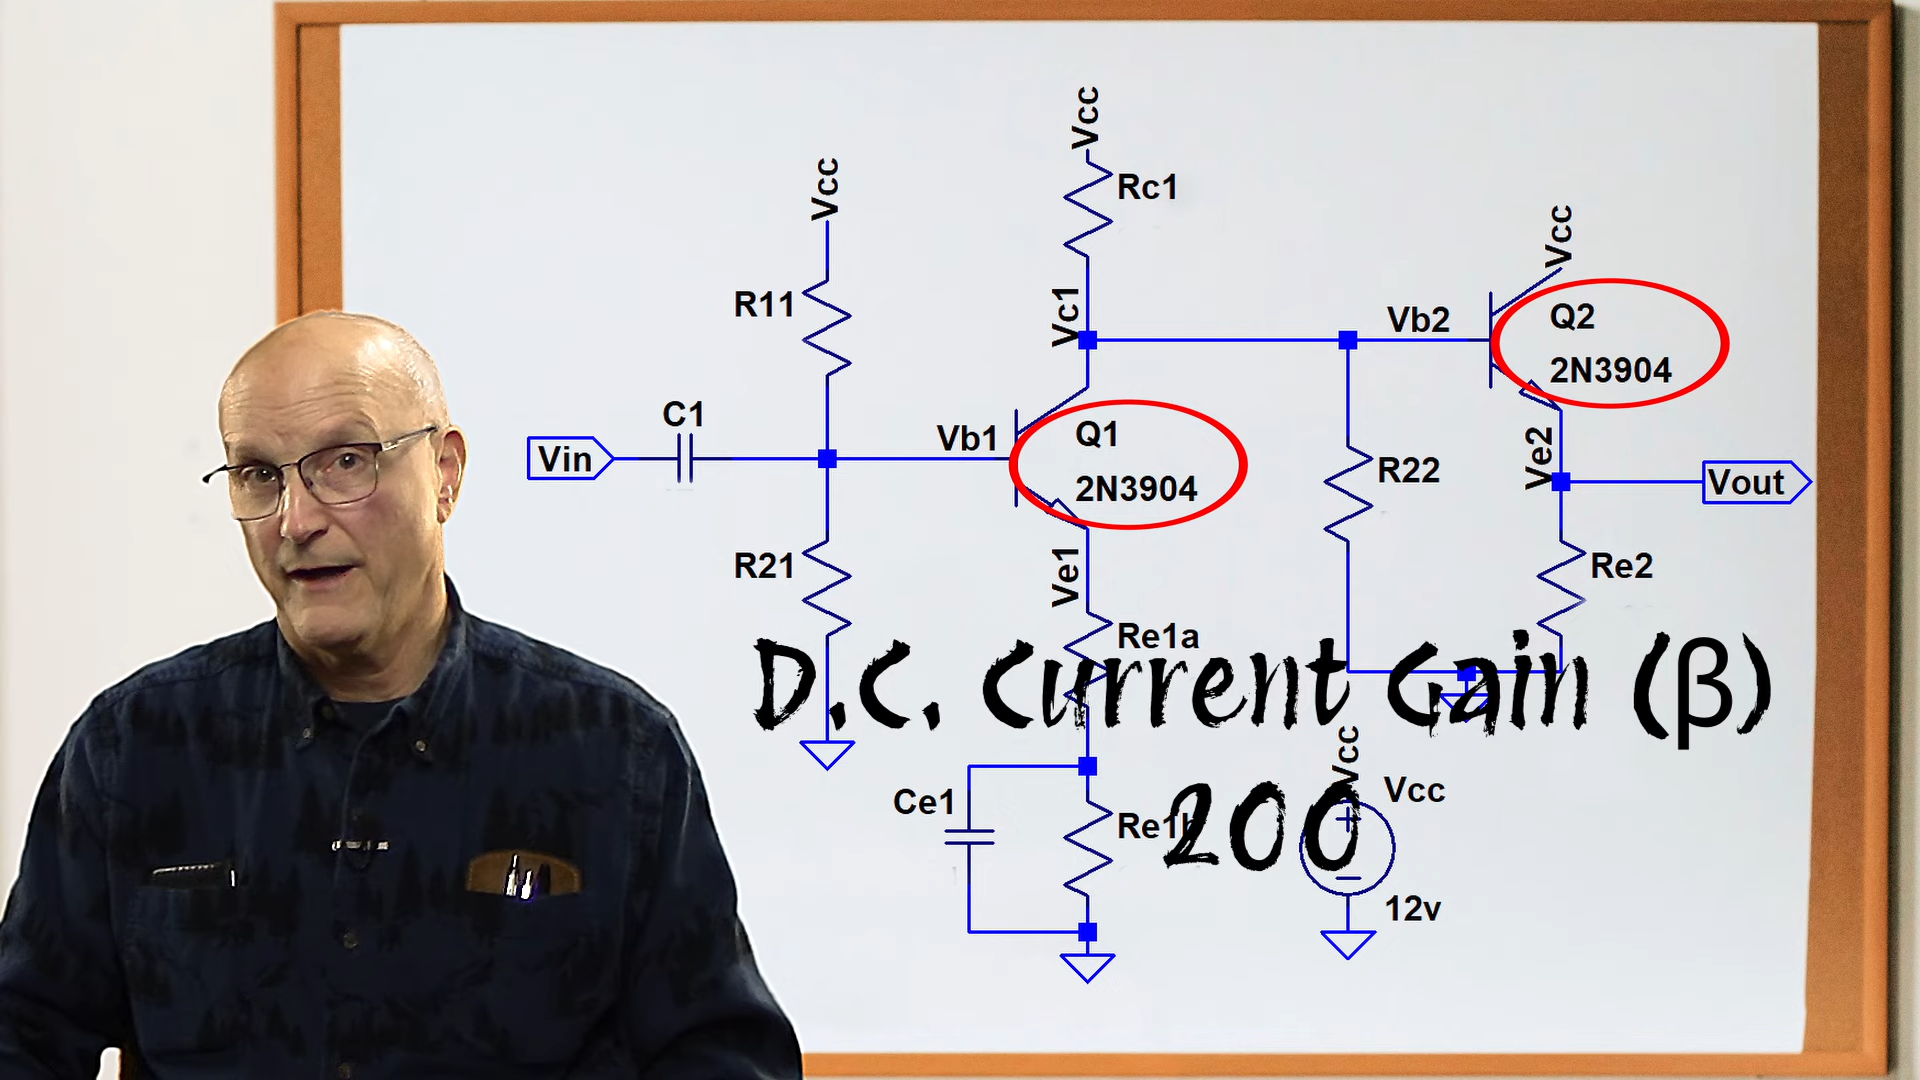 Vcc
Rc1
Vcc
Vcc
R11
Vc1
Q2
Vb2
2N3904
C1
Vb1
Q1
Vin
2N3904
R22
Ve2
Vout
R21
Ve1
Re2
Re1a
D.C. Current Gain (β)
Vcc
Vcc
Ce1
Re1b
200
+
−
12v